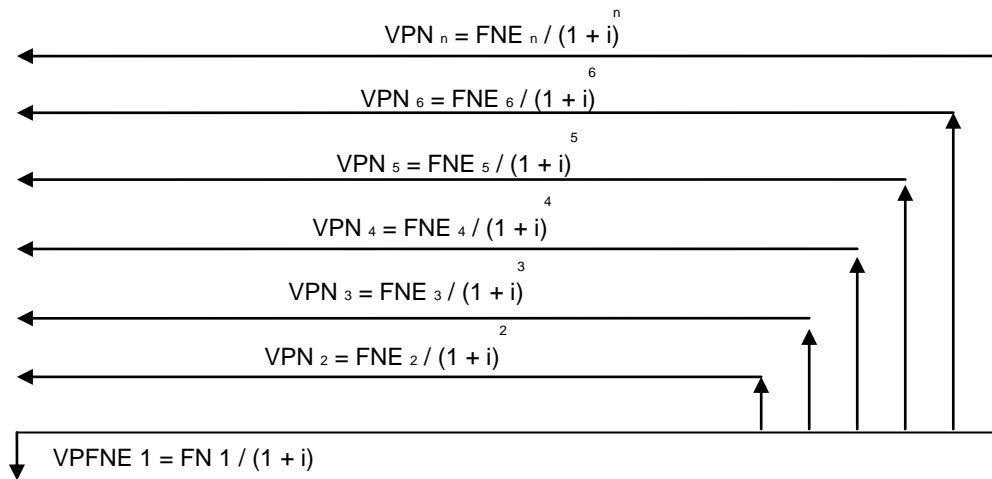 VPN n = FNE n / (1 + i)^n
VPN 6 = FNE 6 / (1 + i)^6
VPN 5 = FNE 5 / (1 + i)^5
VPN 4 = FNE 4 / (1 + i)^4
VPN 3 = FNE 3 / (1 + i)^3
VPN 2 = FNE 2 / (1 + i)^2
VPFNE 1 = FN 1 / (1 + i)